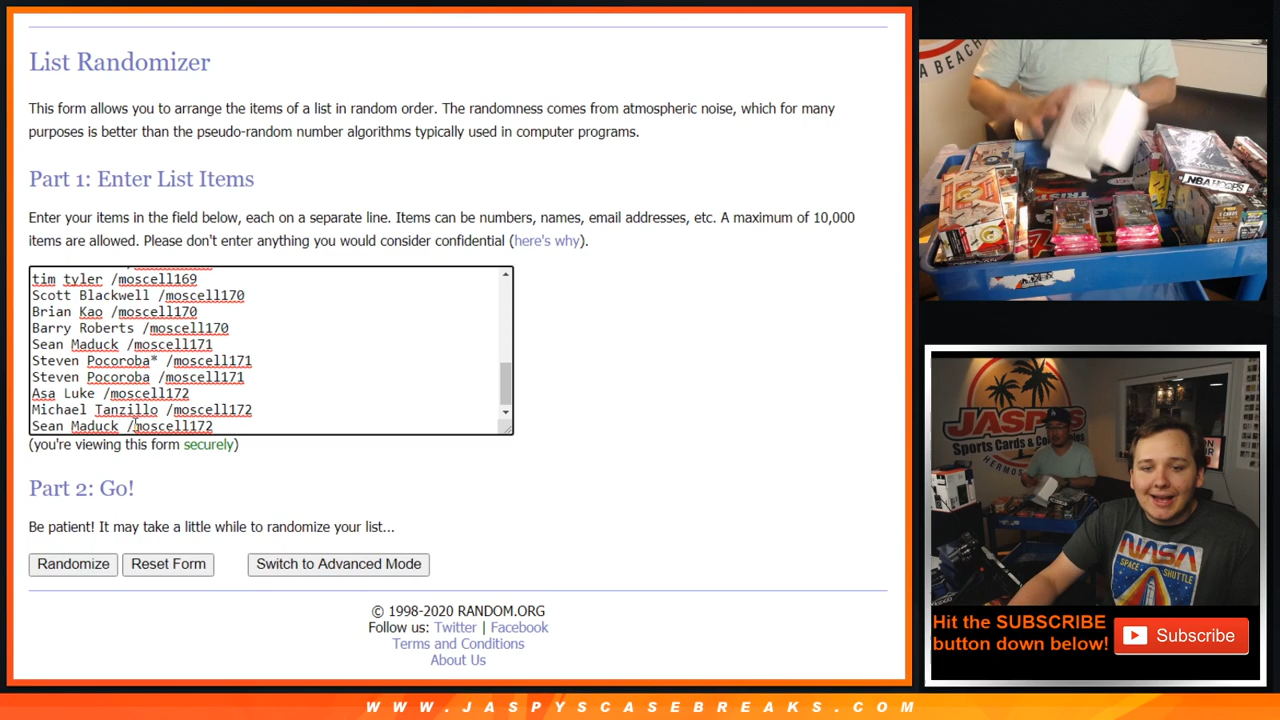 List Randomizer
This form allows you to arrange the items of a list in random order. The randomness comes from atmospheric noise, which for many
purposes is better than the pseudo-random number algorithms typically used in computer programs.
Part 1: Enter List Items
Enter your items in the field below, each on a separate line. Items can be numbers, names, email addresses, etc. A maximum of 10,000
items are allowed. Please don't enter anything you would consider confidential (here's why).
tim tyler /moscell169
Scott Blackwell /moscell170
Brian Kao /moscell170
Barry Roberts /moscell170
Sean Maduck /moscell171
Steven Pocoroba* /moscell171
Steven Pocoroba /moscell171
Asa Luke /moscell172
Michael Tanzillo /moscell172
Sean Maduck /moscell172
(you're viewing this form securely)
Part 2: Go!
Be patient! It may take a little while to randomize your list...
Randomize
Reset Form
Switch to Advanced Mode
© 1998-2020 RANDOM.ORG
Follow us: Twitter | Facebook
Terms and Conditions
About Us
A BEACH
NBA HOOPS
JASPY'S
Sports Cards &
HERMOS
NASA
SPACE SHUTTLE
Hit the SUBSCRIBE
button down below!
Subscribe
WWW.JASPYSCASEBREAKS.COM